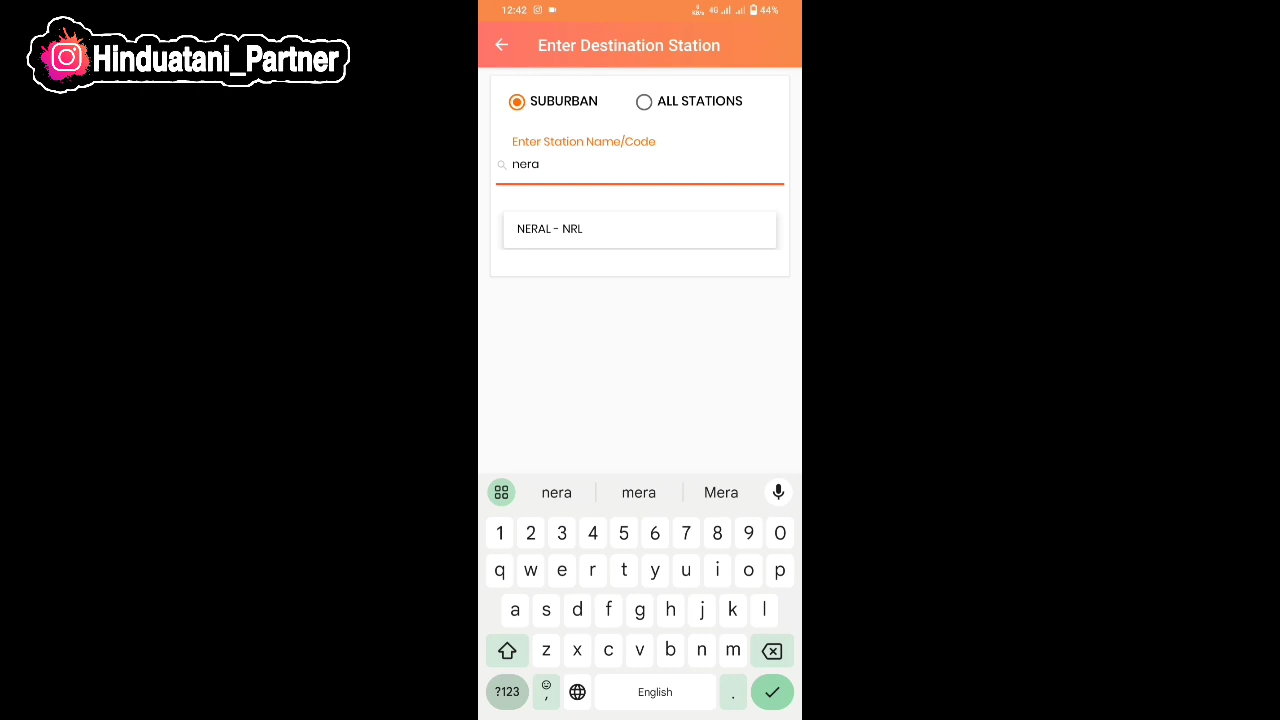 Hinduatani_Partner
12:42 4G 44%
Enter Destination Station
SUBURBAN ALL STATIONS
Enter Station Name/Code
nera
NERAL - NRL
nera mera Mera
1 2 3 4 5 6 7 8 9 0
q w e r t y u i o p
a s d f g h j k l
z x c v b n m
?123 , English .